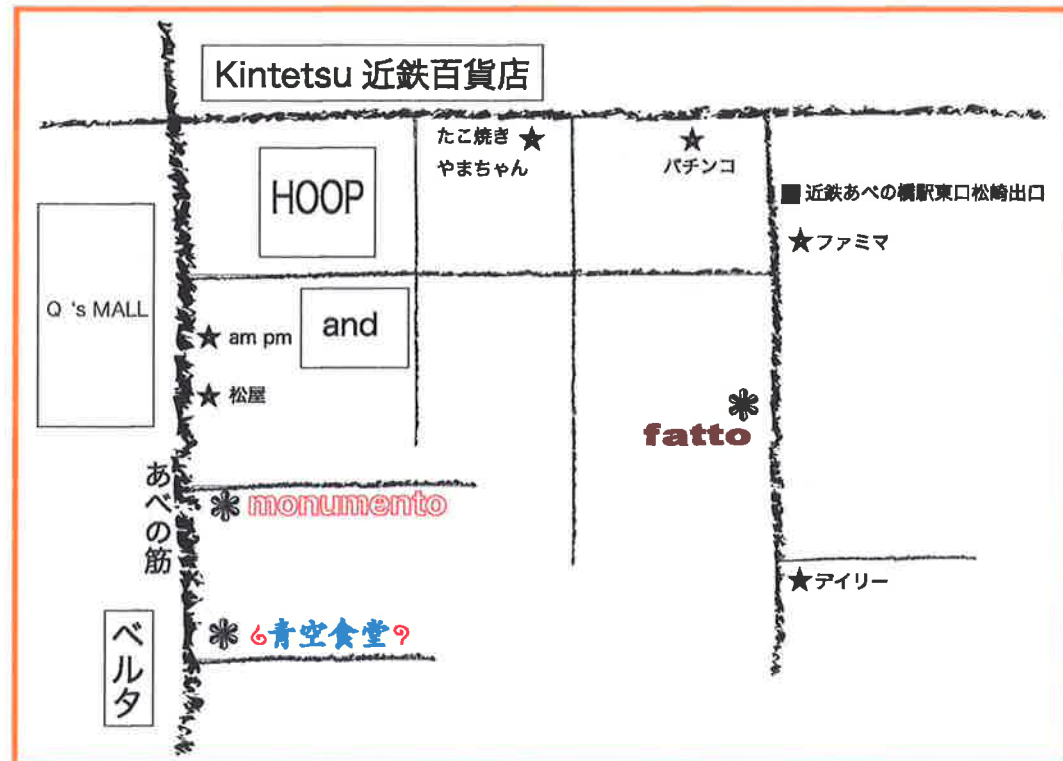 Kintetsu 近鉄百貨店
たこ焼き
やまちゃん
パチンコ
HOOP
近鉄あべの橋駅東口松崎出口
ファミマ
Q 's MALL
and
am pm
松屋
fatto
あべの筋
monumento
デイリー
青空食堂
ベルタ